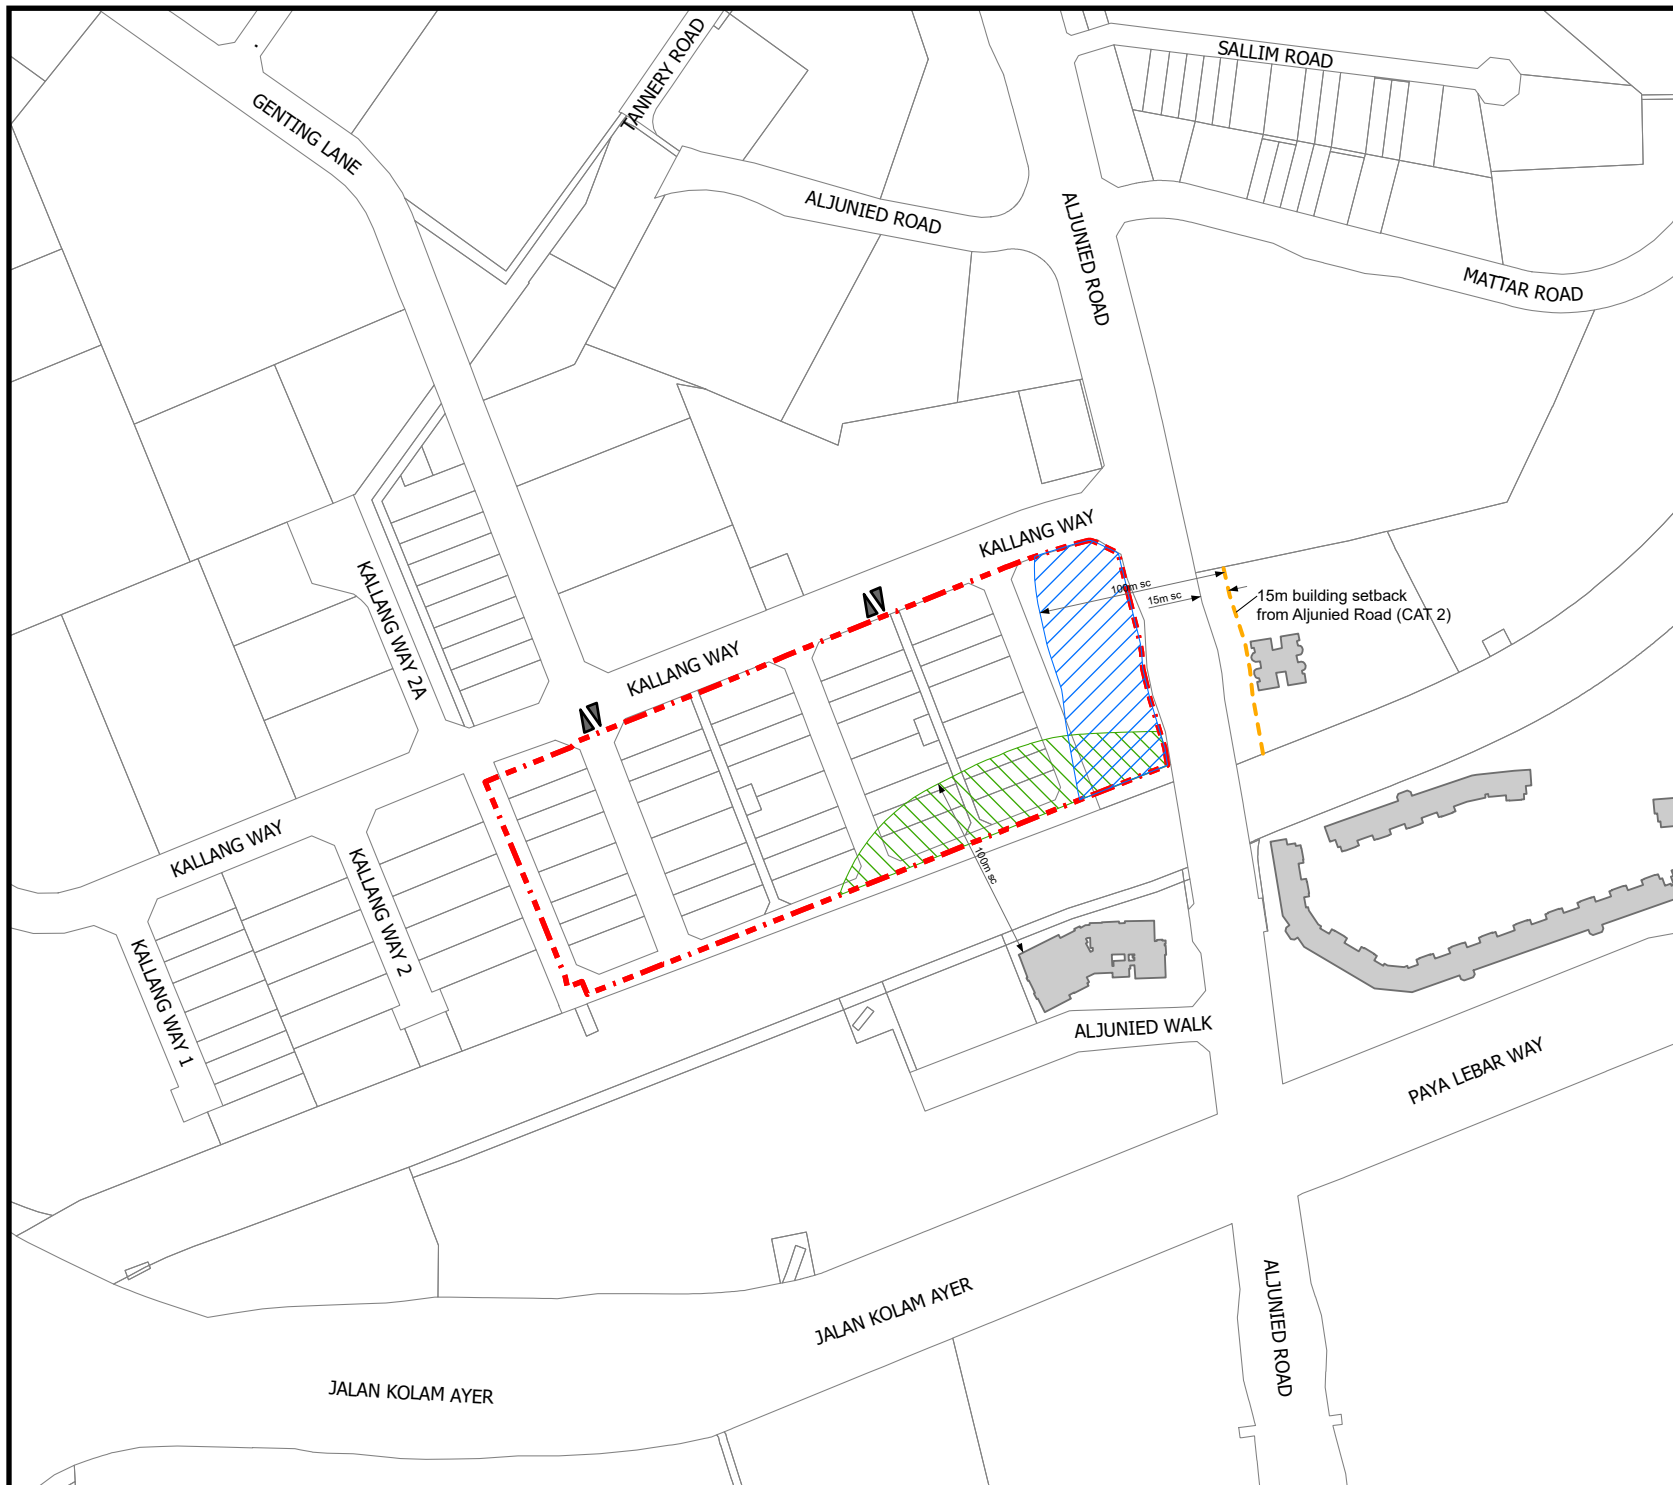 SALLIM ROAD
TANNERY ROAD
GENTING LANE
ALJUNIED ROAD
ALJUNIED ROAD
MATTAR ROAD
KALLANG WAY
100m sc
15m sc
15m building setback
from Aljunied Road (CAT 2)
KALLANG WAY 2A
KALLANG WAY
KALLANG WAY
KALLANG WAY 2
KALLANG WAY 1
100m sc
ALJUNIED WALK
PAYA LEBAR WAY
JALAN KOLAM AYER
ALJUNIED ROAD
JALAN KOLAM AYER